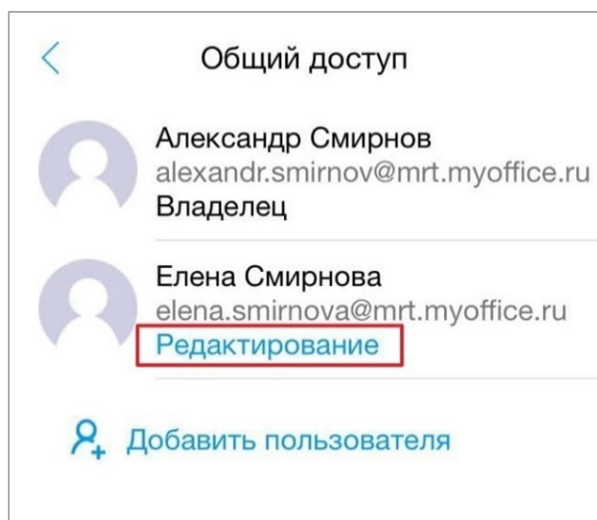 Общий доступ
Александр Смирнов
alexandr.smirnov@mrt.myoffice.ru
Владелец
Елена Смирнова
elena.smirnova@mrt.myoffice.ru
Редактирование
Добавить пользователя